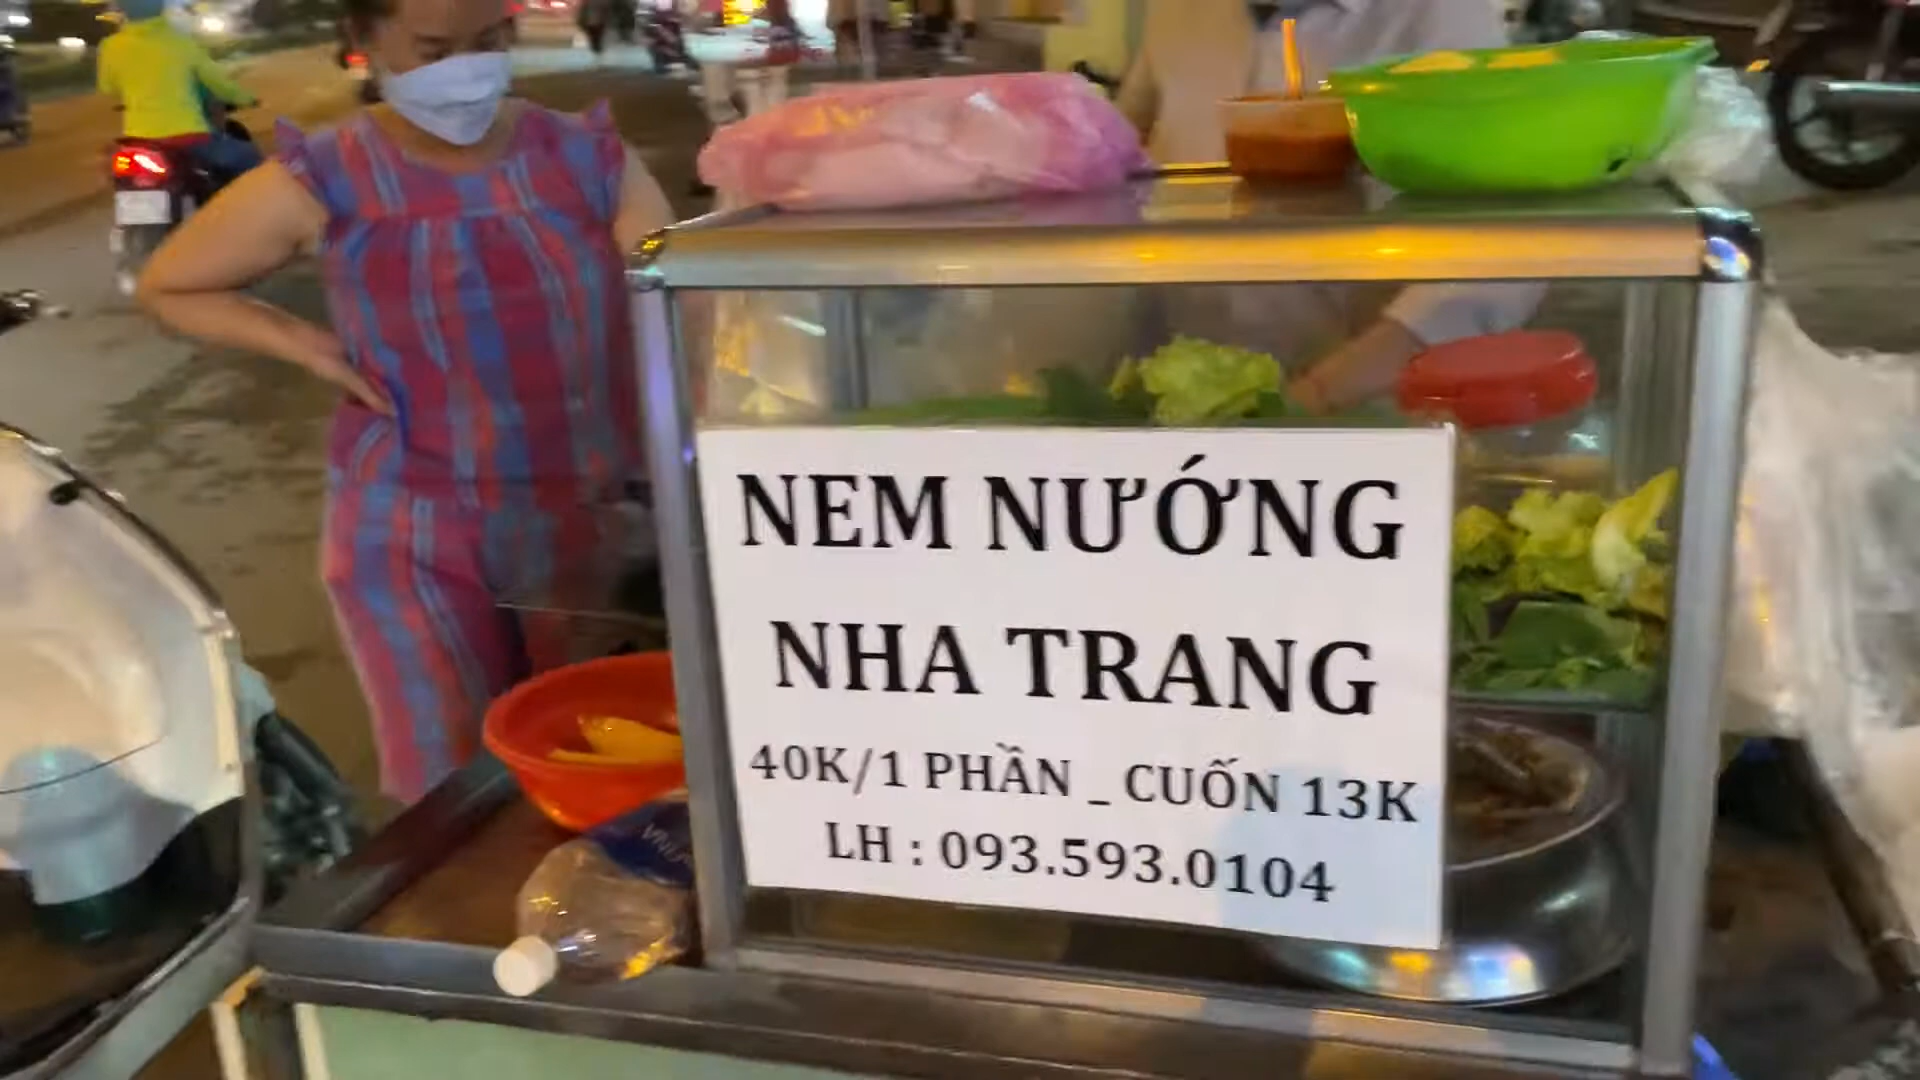 NEM NƯỚNG
NHA TRANG
40K/1 PHẦN _ CUỐN 13K
LH : 093.593.0104